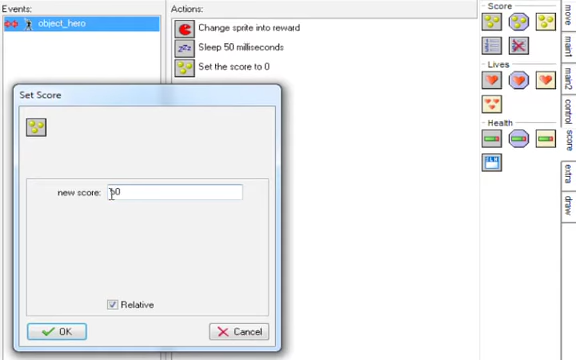 Events:
object_hero
Actions:
Change sprite into reward
Sleep 50 milliseconds
Set the score to 0
Score
Lives
Health
move
main1
main2
control
score
extra
draw
Set Score
new score:
Relative
OK
Cancel